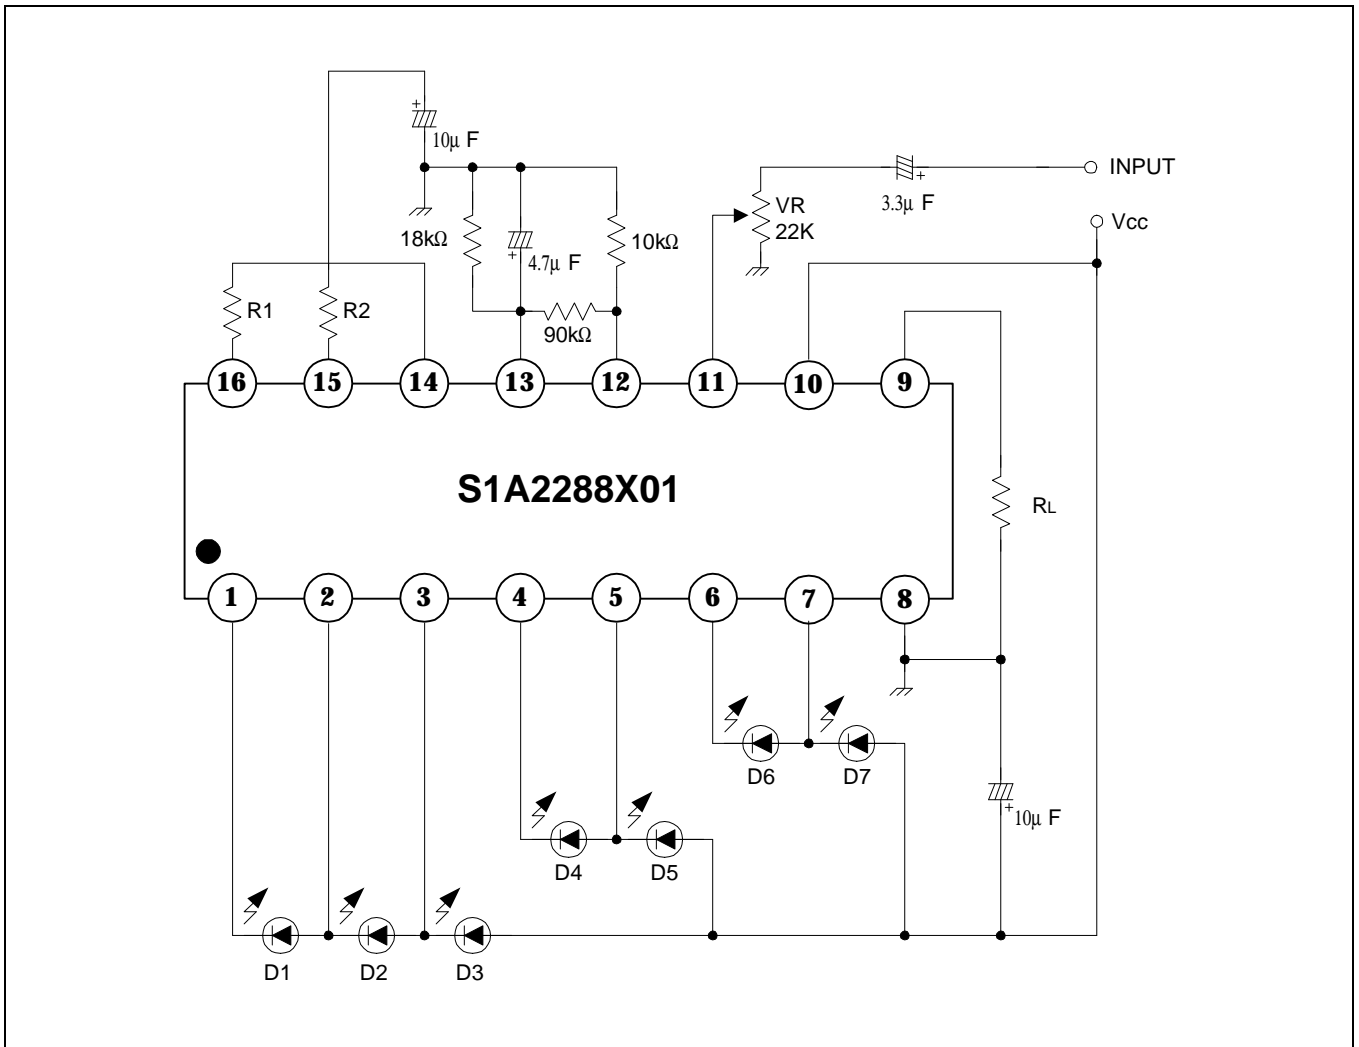 10μ F
INPUT
3.3μ F
VR
22K
Vcc
18kΩ
4.7μ F
10kΩ
R1
R2
90kΩ
16
15
14
13
12
11
10
9
S1A2288X01
RL
1
2
3
4
5
6
7
8
D6
D7
10μ F
D4
D5
D1
D2
D3